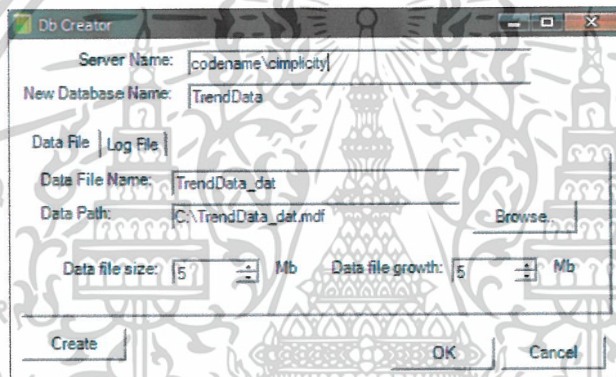 Db Creator
Server Name: codename\cimplicity
New Database Name: TrendData
Data File Log File
Data File Name: TrendData_dat
Data Path: C:\TrendData_dat.mdf Browse..
Data file size: 5 Mb Data file growth: 5 Mb
Create OK Cancel